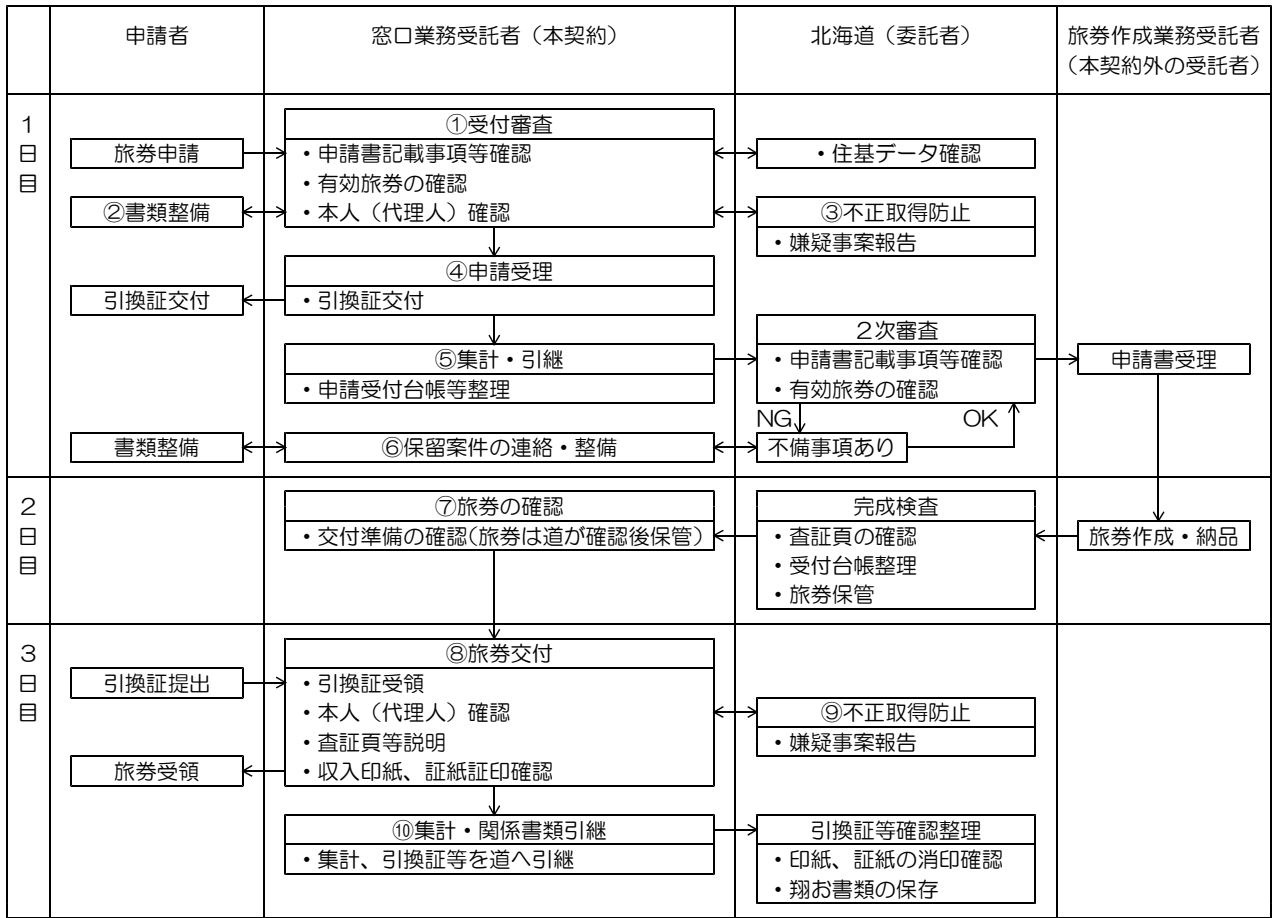 申請者
窓口業務受託者（本契約）
北海道（委託者）
旅券作成業務受託者
（本契約外の受託者）
1日目
旅券申請
①受付審査
・申請書記載事項等確認
・有効旅券の確認
・本人（代理人）確認
・住基データ確認
②書類整備
③不正取得防止
・嫌疑事案報告
④申請受理
・引換証交付
引換証交付
⑤集計・引継
・申請受付台帳等整理
２次審査
・申請書記載事項等確認
・有効旅券の確認
申請書受理
NG
OK
書類整備
⑥保留案件の連絡・整備
不備事項あり
2日目
⑦旅券の確認
・交付準備の確認（旅券は道が確認後保管）
完成検査
・査証頁の確認
・受付台帳整理
・旅券保管
旅券作成・納品
3日目
引換証提出
⑧旅券交付
・引換証受領
・本人（代理人）確認
・査証頁等説明
・収入印紙、証紙証印確認
⑨不正取得防止
・嫌疑事案報告
旅券受領
⑩集計・関係書類引継
・集計、引換証等を道へ引継
引換証等確認整理
・印紙、証紙の消印確認
・翔お書類の保存